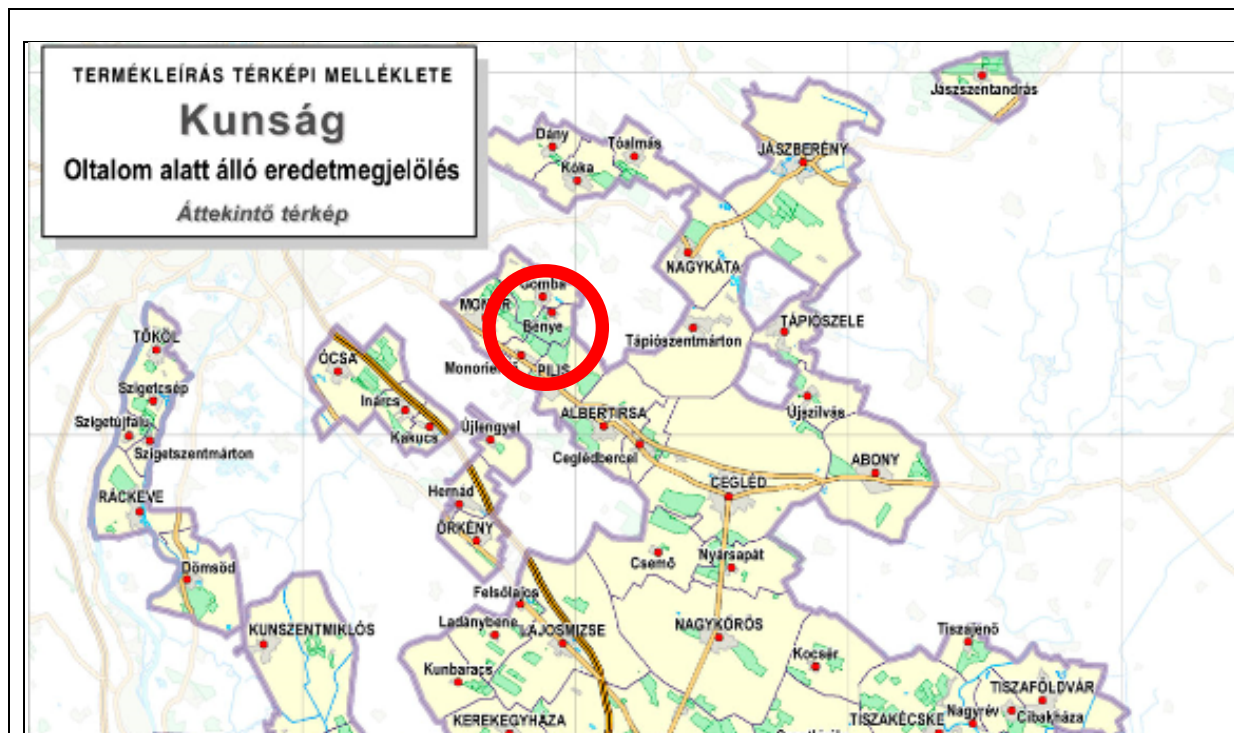 TERMÉKLEÍRÁS TÉRKÉPI MELLÉKLETE
Kunság
Oltalom alatt álló eredetmegjelölés
Áttekintő térkép
Jászszentandrás
Dány
Tóalmás
JÁSZBERÉNY
Kóka
NAGYKÁTA
Gomba
Bénye
TÁPIÓSZELE
TÖKÖL
Tápiószentmárton
ÓCSA
PILIS
Szigetcsép
Inárcs
ALBERTIRSA
Újszilvás
Szigetújfalu
Kakucs
Újlengyel
Szigetszentmárton
Ceglédbercel
ABONY
CEGLÉD
RÁCKEVE
Hernád
ÖRKÉNY
Csemő
Nyársapát
Dömsöd
Felsőlajos
Ladánybene
LAJOSMIZSE
NAGYKŐRÖS
KUNSZENTMIKLÓS
Tiszajenő
Kocsér
Kunbaracs
TISZAFÖLDVÁR
KEREKEGYHÁZA
TISZAKÉCSKE
Nagyrév
Cibakháza